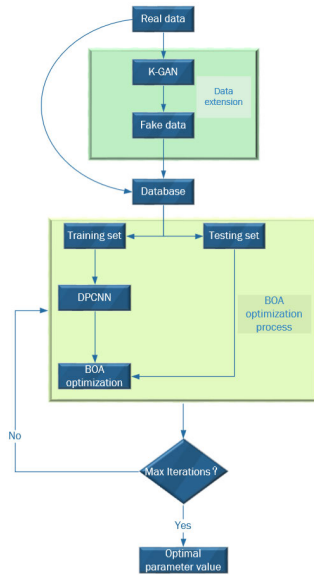 Real data
K-GAN
Data
extension
Fake data
Database
Training set
Testing set
DPCNN
BOA
optimization
process
BOA
optimization
No
Max Iterations?
Yes
Optimal
parameter value